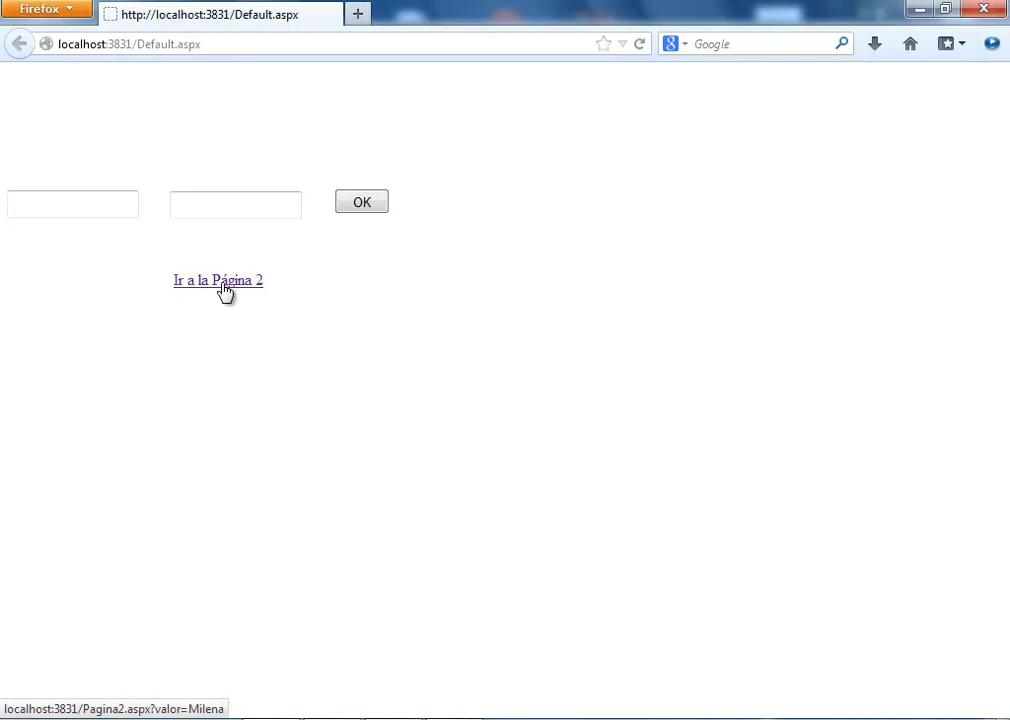 Firefox
http://localhost:3831/Default.aspx
localhost:3831/Default.aspx
Google
OK
Ir a la Página 2
localhost:3831/Pagina2.aspx?valor=Milena